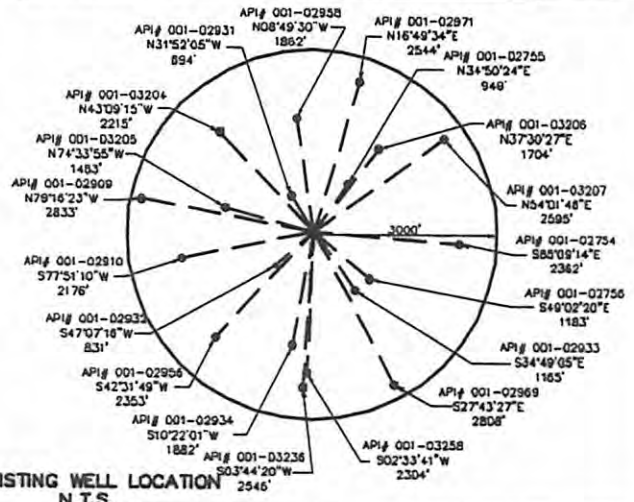 API# 001-02958
N08°49'30"W
1862'
API# 001-02931
N31°52'05"W
694'
API# 001-02971
N16°49'34"E
2544'
API# 001-02755
N34°50'24"E
949'
API# 001-03204
N43°09'15"W
2215'
API# 001-03205
N74°33'55"W
1483'
API# 001-02909
N79°16'23"W
2833'
API# 001-03206
N37°30'27"E
1704'
API# 001-03207
N54°01'48"E
2595'
3000'
API# 001-02754
S85°09'14"E
2362'
API# 001-02910
S77°51'10"W
2176'
API# 001-02756
S49°02'20"E
1183'
API# 001-02932
S47°07'16"W
831'
API# 001-02933
S34°49'05"E
1165'
API# 001-02956
S42°31'49"W
2353'
API# 001-02969
S27°43'27"E
2808'
API# 001-02934
S10°22'01"W
1882'
API# 001-03236
S03°44'20"W
2546'
API# 001-03258
S02°33'41"W
2304'
ISTING WELL LOCATION
N.T.S.